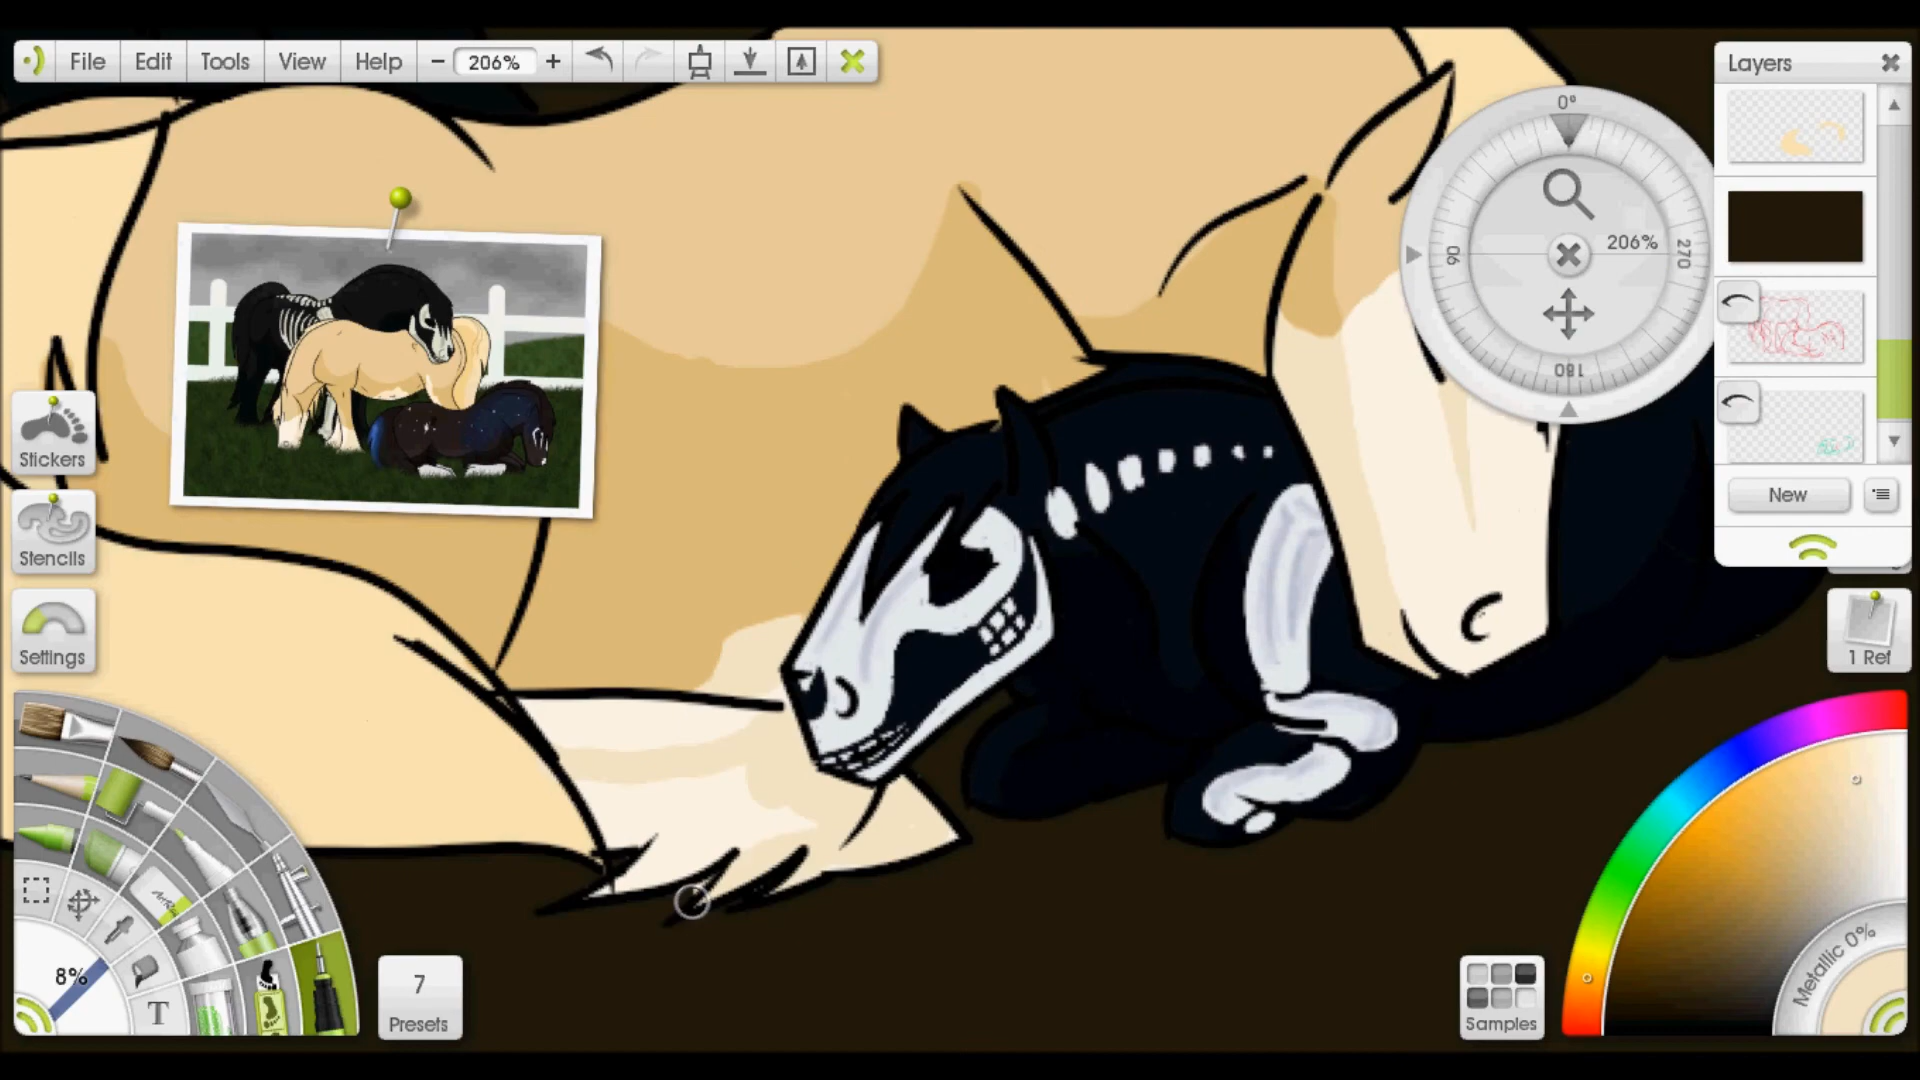 File Edit Tools View Help − 206% +
Layers
0°
206%
90
270
180
New
Stickers
Stencils
Settings
1 Ref
8%
T
7
Presets
Samples
Metallic 0%